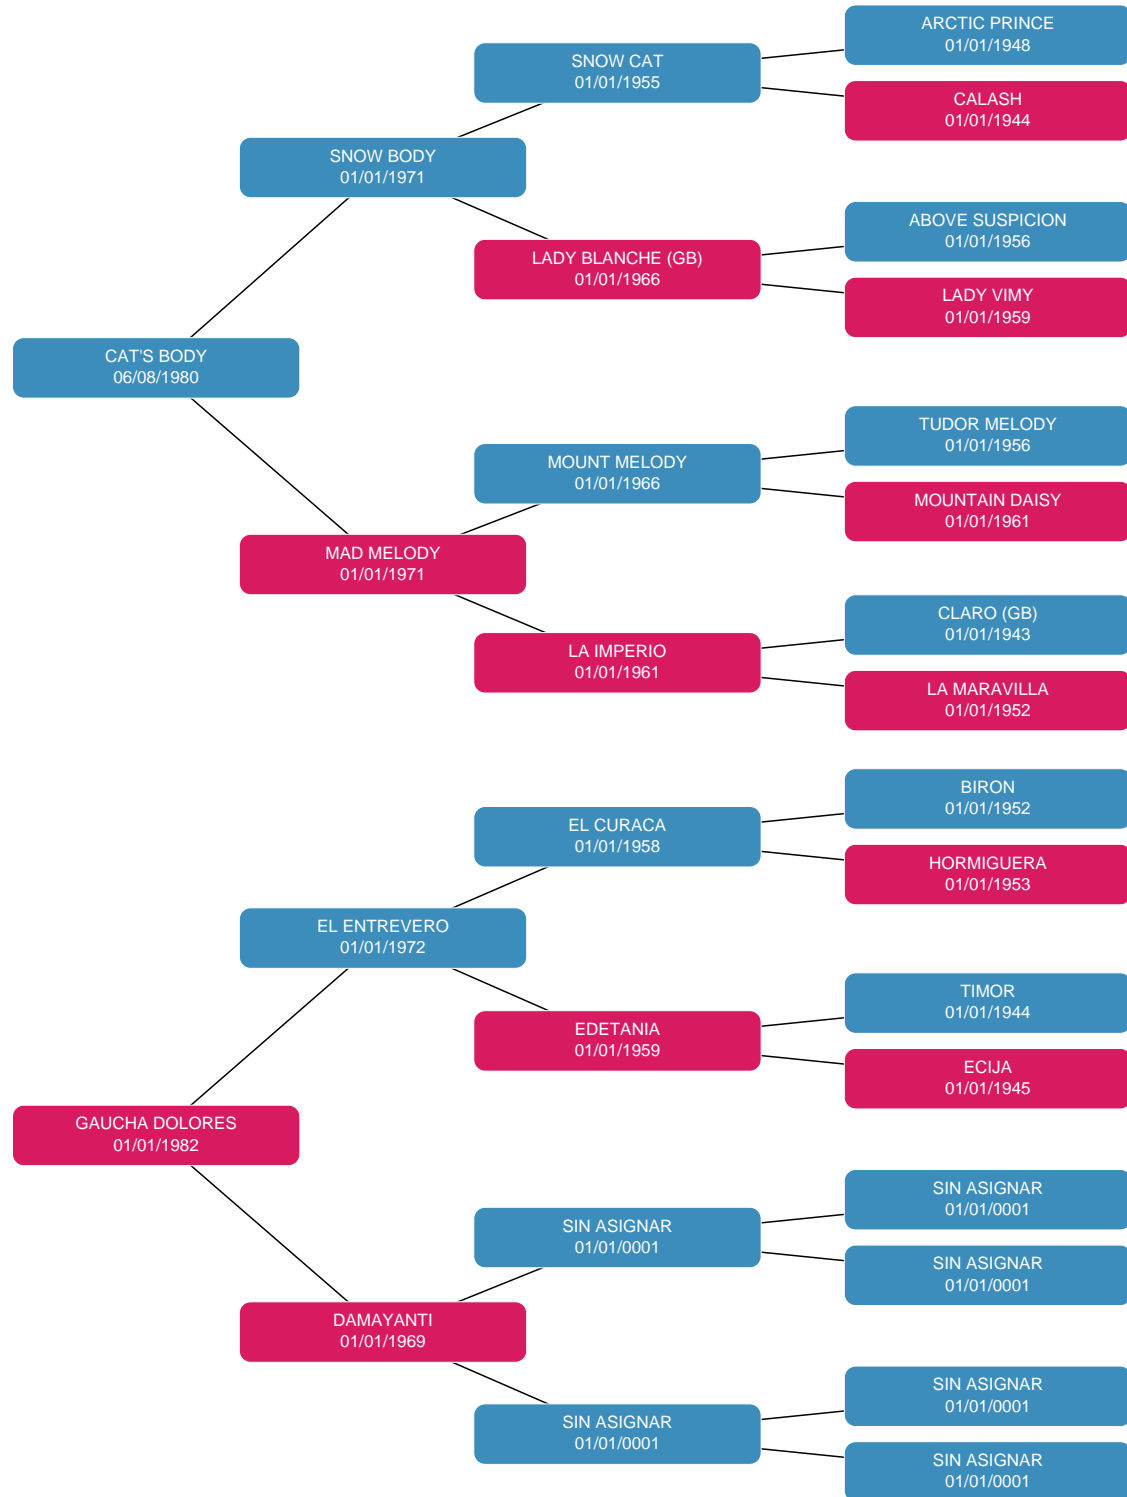 ARCTIC PRINCE
01/01/1948
SNOW CAT
01/01/1955
CALASH
01/01/1944
SNOW BODY
01/01/1971
ABOVE SUSPICION
01/01/1956
LADY BLANCHE (GB)
01/01/1966
LADY VIMY
01/01/1959
CAT'S BODY
06/08/1980
TUDOR MELODY
01/01/1956
MOUNT MELODY
01/01/1966
MOUNTAIN DAISY
01/01/1961
MAD MELODY
01/01/1971
CLARO (GB)
01/01/1943
LA IMPERIO
01/01/1961
LA MARAVILLA
01/01/1952
BIRON
01/01/1952
EL CURACA
01/01/1958
HORMIGUERA
01/01/1953
EL ENTREVERO
01/01/1972
TIMOR
01/01/1944
EDETANIA
01/01/1959
ECIJA
01/01/1945
GAUCHA DOLORES
01/01/1982
SIN ASIGNAR
01/01/0001
SIN ASIGNAR
01/01/0001
SIN ASIGNAR
01/01/0001
DAMAYANTI
01/01/1969
SIN ASIGNAR
01/01/0001
SIN ASIGNAR
01/01/0001
SIN ASIGNAR
01/01/0001